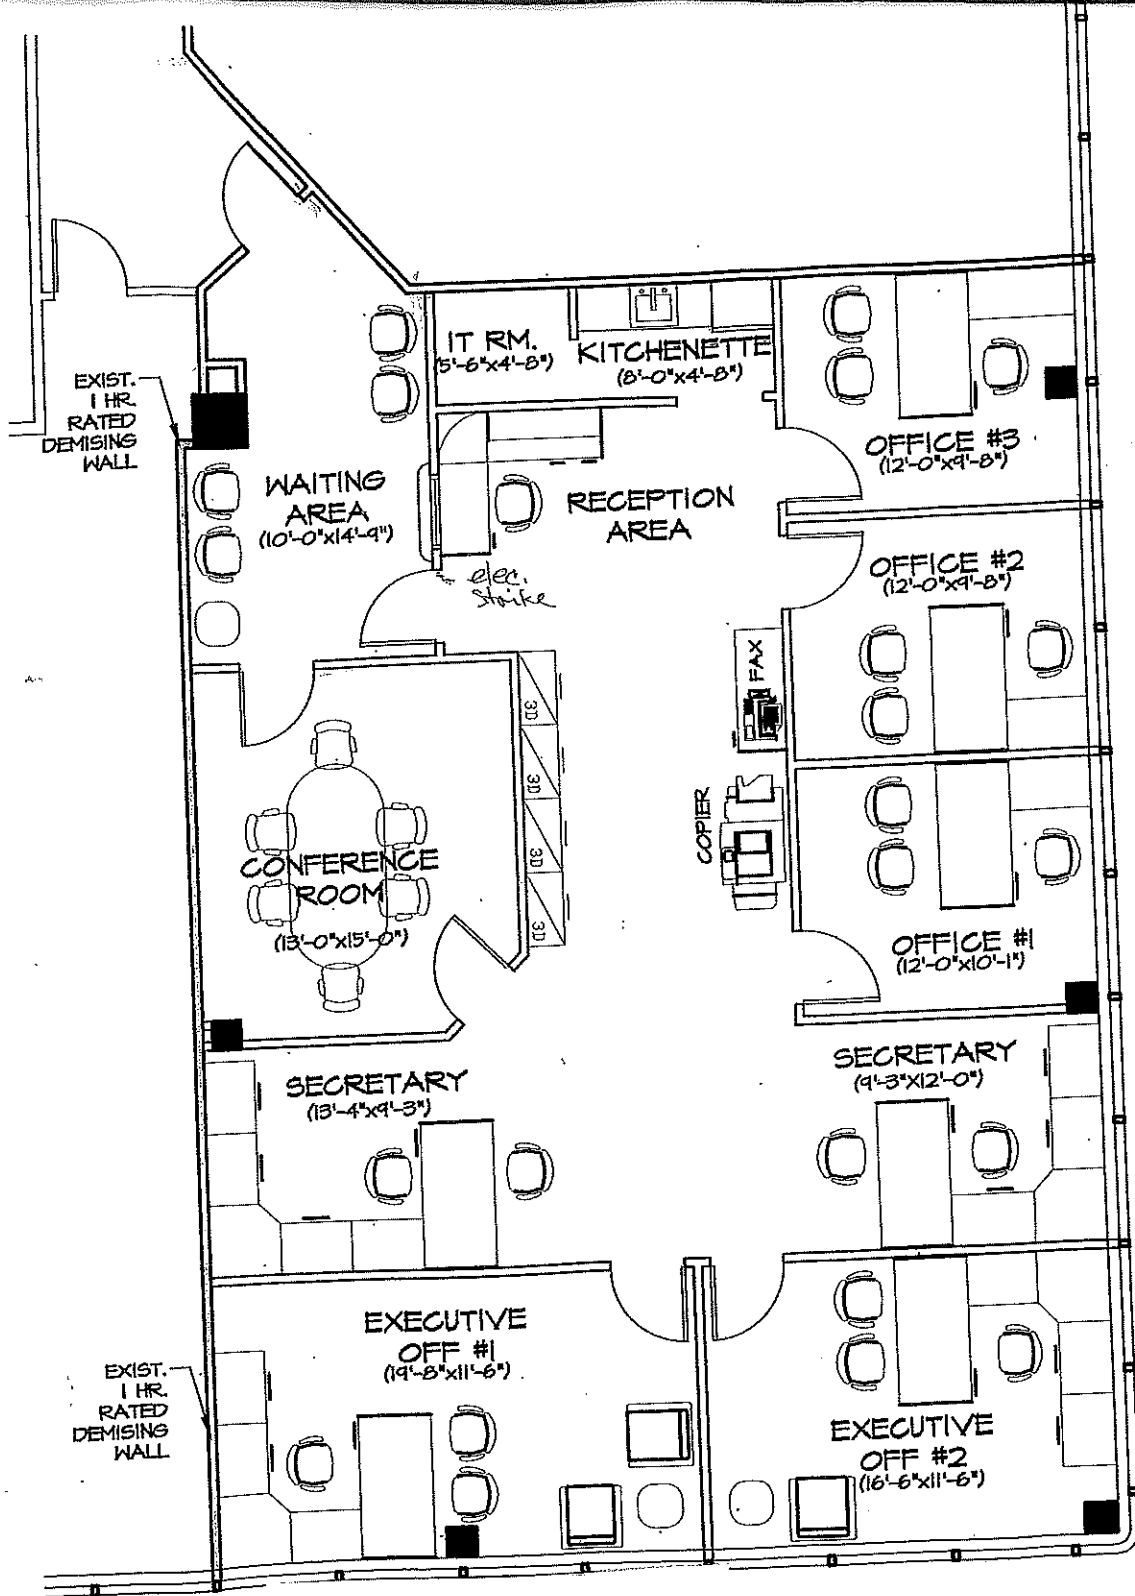 IT RM.
(5'-6"x4'-8")
KITCHENETTE
(8'-0"x4'-8")
EXIST.
1 HR.
RATED
DEMISING
WALL
OFFICE #3
(12'-0"x9'-8")
WAITING
AREA
(10'-0"x14'-9")
RECEPTION
AREA
elec.
strike
OFFICE #2
(12'-0"x9'-8")
FAX
3D
3D
3D
3D
COPIER
CONFERENCE
ROOM
(13'-0"x15'-0")
OFFICE #1
(12'-0"x10'-1")
SECRETARY
(13'-4"x9'-3")
SECRETARY
(9'-3"x12'-0")
EXECUTIVE
OFF #1
(19'-8"x11'-6")
EXIST.
1 HR.
RATED
DEMISING
WALL
EXECUTIVE
OFF #2
(16'-6"x11'-6")